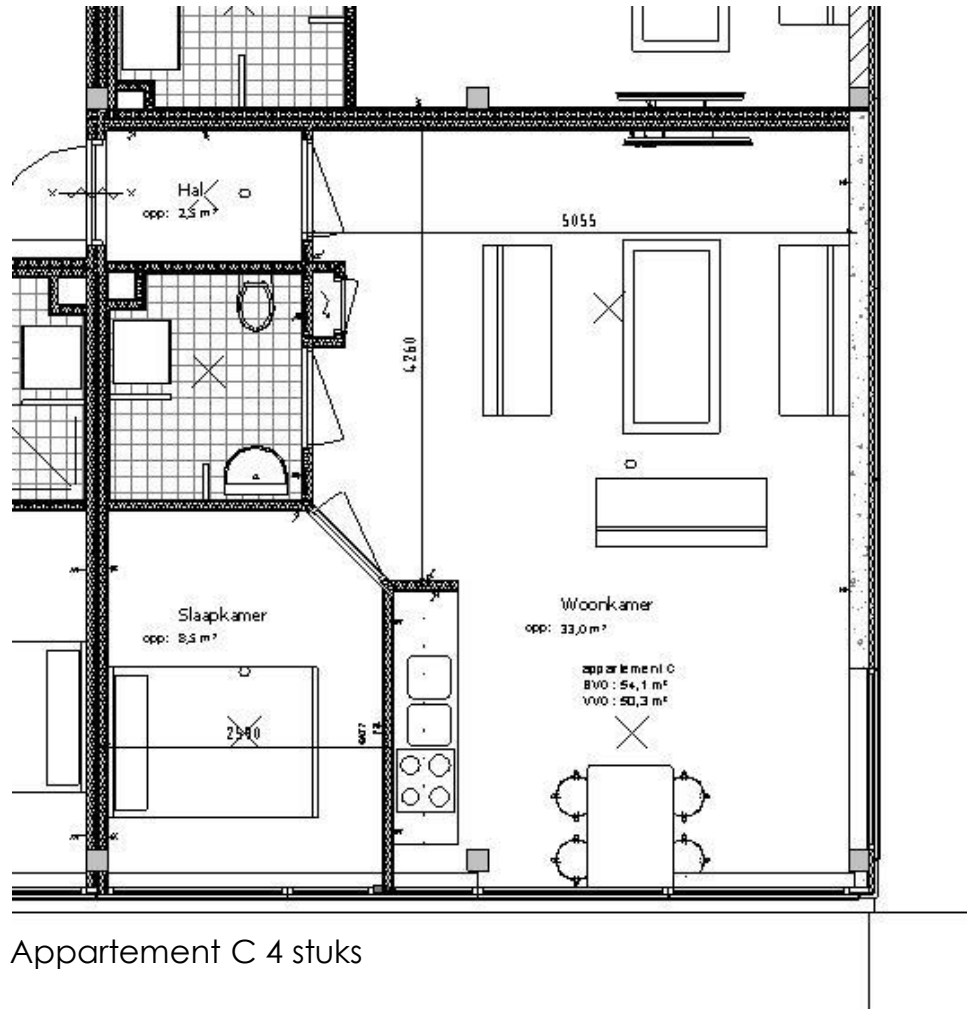 Hal
opp: 2,5 m²
5055
4260
Slaapkamer
opp: 8,5 m²
Woonkamer
opp: 33,0 m²
appartement C
BVO : 54,1 m²
VVO : 50,3 m²
Appartement C 4 stuks